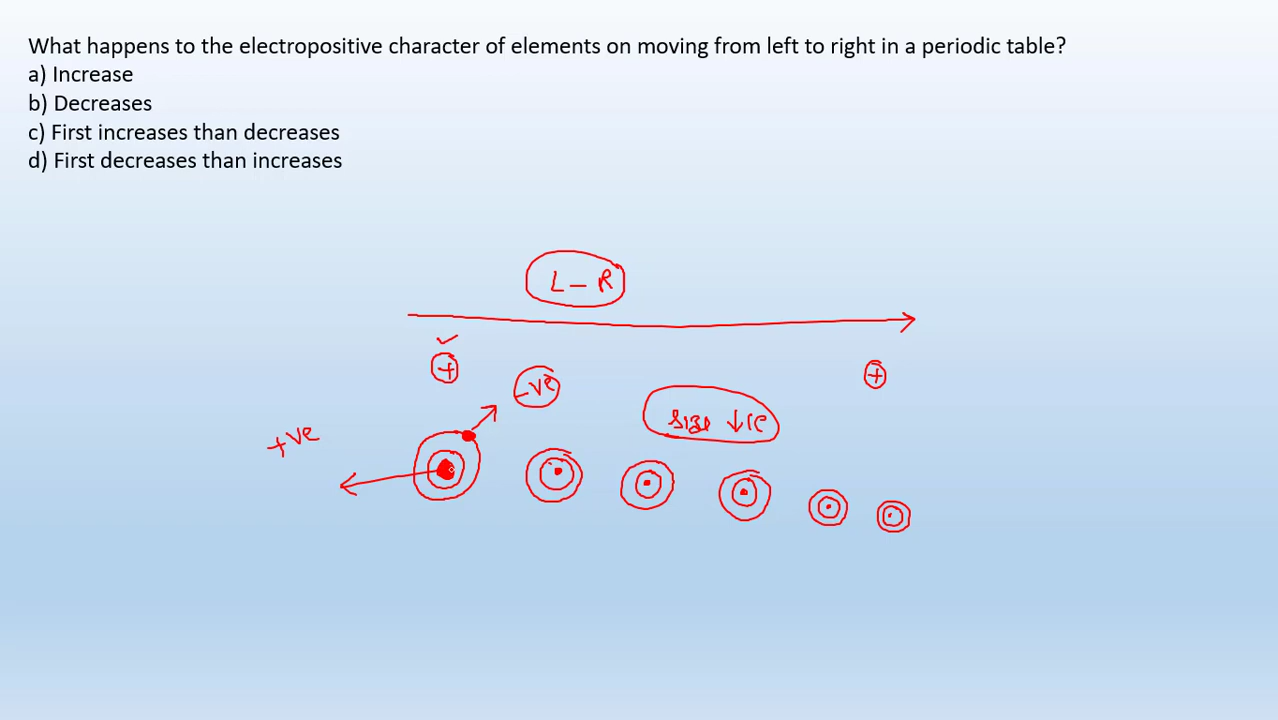 What happens to the electropositive character of elements on moving from left to right in a periodic table?
a) Increase
b) Decreases
c) First increases than decreases
d) First decreases than increases
L – R
+
+
-ve
size ↓ce
+ve